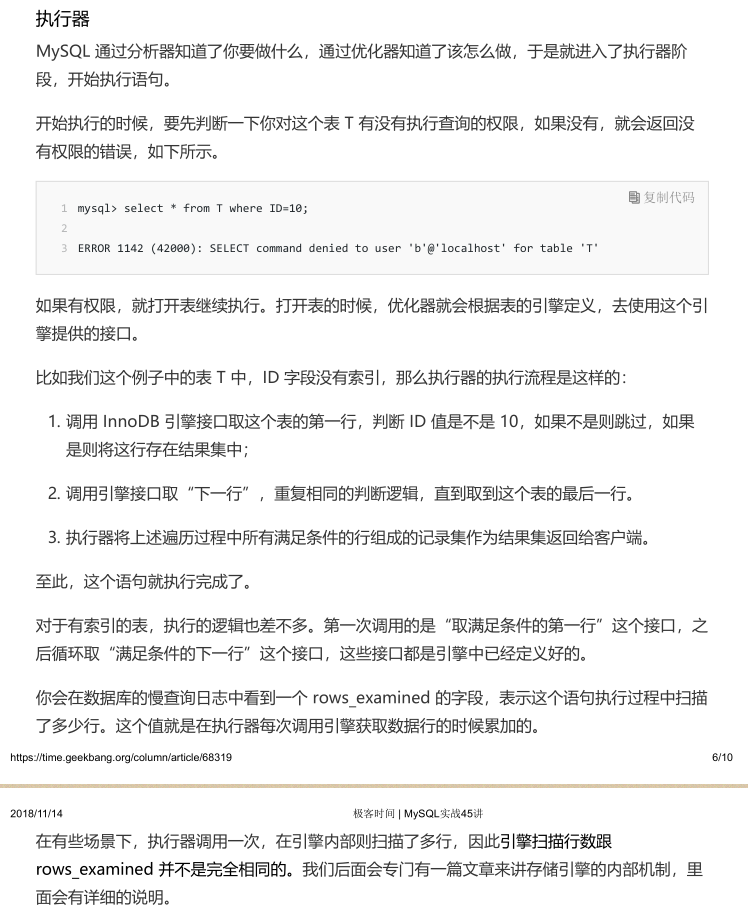 执行器
MySQL 通过分析器知道了你要做什么，通过优化器知道了该怎么做，于是就进入了执行器阶
段，开始执行语句。
开始执行的时候，要先判断一下你对这个表 T 有没有执行查询的权限，如果没有，就会返回没
有权限的错误，如下所示。
复制代码
1 mysql> select * from T where ID=10;
2
3 ERROR 1142 (42000): SELECT command denied to user 'b'@'localhost' for table 'T'
如果有权限，就打开表继续执行。打开表的时候，优化器就会根据表的引擎定义，去使用这个引
擎提供的接口。
比如我们这个例子中的表 T 中，ID 字段没有索引，那么执行器的执行流程是这样的：
1. 调用 InnoDB 引擎接口取这个表的第一行，判断 ID 值是不是 10，如果不是则跳过，如果
是则将这行存在结果集中；
2. 调用引擎接口取“下一行”，重复相同的判断逻辑，直到取到这个表的最后一行。
3. 执行器将上述遍历过程中所有满足条件的行组成的记录集作为结果集返回给客户端。
至此，这个语句就执行完成了。
对于有索引的表，执行的逻辑也差不多。第一次调用的是“取满足条件的第一行”这个接口，之
后循环取“满足条件的下一行”这个接口，这些接口都是引擎中已经定义好的。
你会在数据库的慢查询日志中看到一个 rows_examined 的字段，表示这个语句执行过程中扫描
了多少行。这个值就是在执行器每次调用引擎获取数据行的时候累加的。
https://time.geekbang.org/column/article/68319 6/10
2018/11/14 极客时间 | MySQL实战45讲
在有些场景下，执行器调用一次，在引擎内部则扫描了多行，因此引擎扫描行数跟
rows_examined 并不是完全相同的。我们后面会专门有一篇文章来讲存储引擎的内部机制，里
面会有详细的说明。